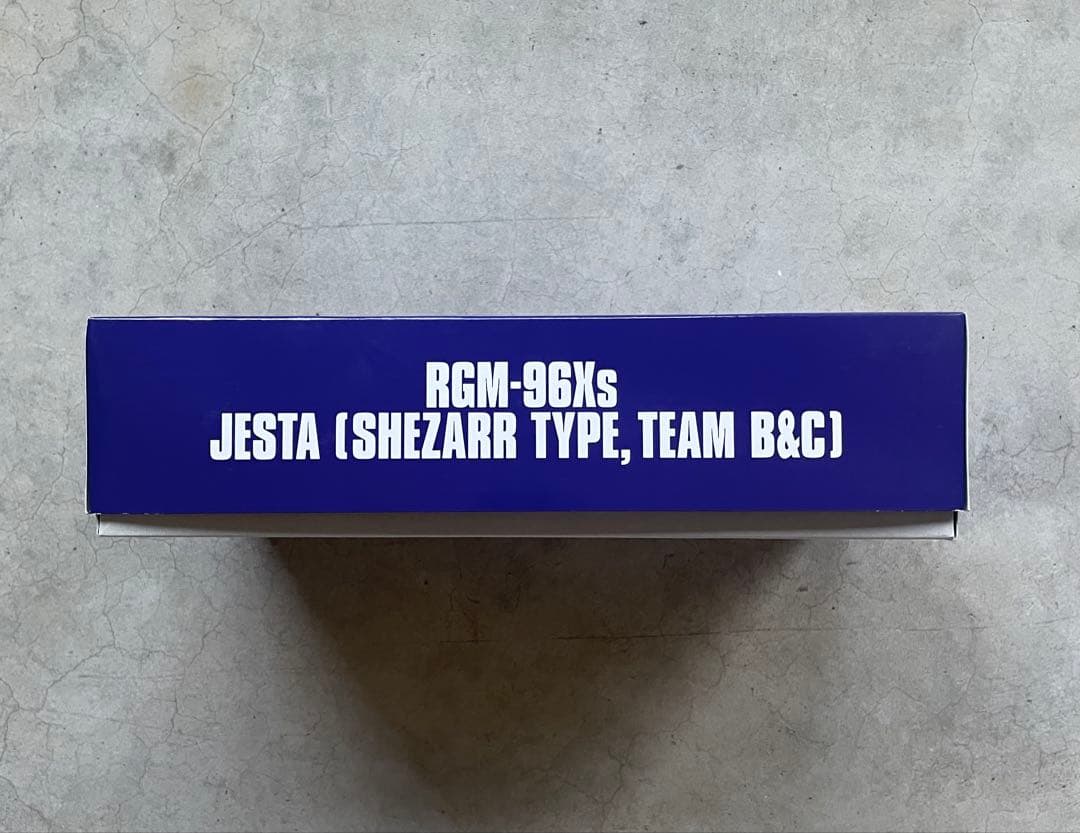 RGM-96Xs
JESTA (SHEZARR TYPE, TEAM B&C)